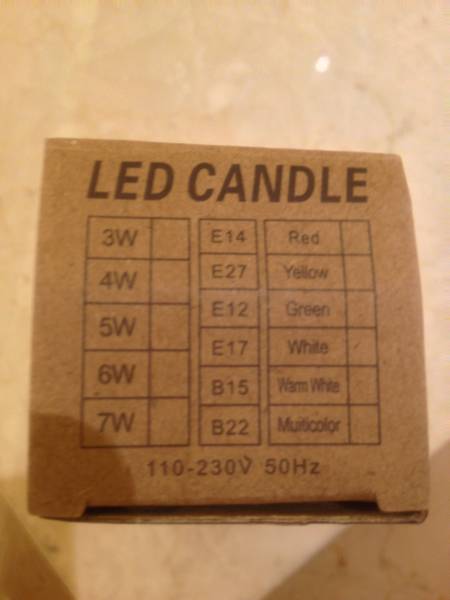 LED CANDLE
3W
4W
5W
6W
7W
E14
E27
E12
E17
B15
B22
Red
Yellow
Green
White
Warm White
Muiticolor
110-230V 50Hz